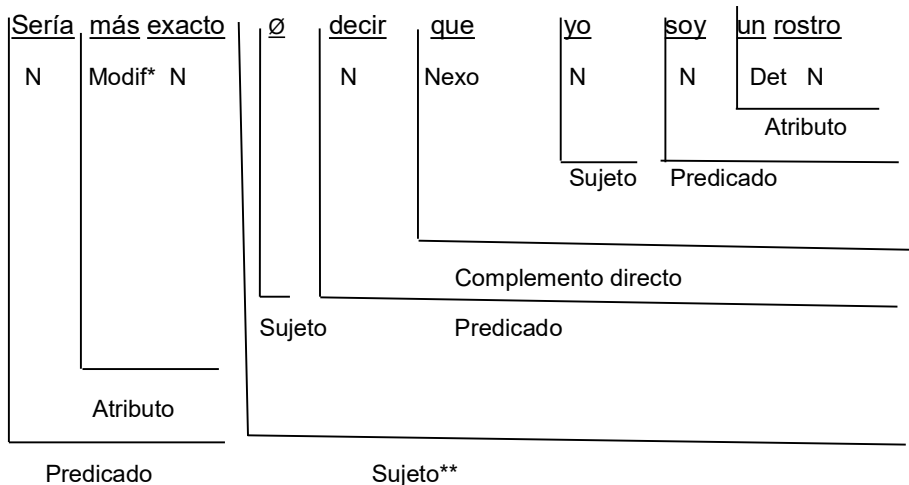 Sería más exacto Ø decir que yo soy un rostro
N Modif* N N Nexo N N Det N
Atributo
Sujeto Predicado
Complemento directo
Sujeto Predicado
Atributo
Predicado Sujeto**